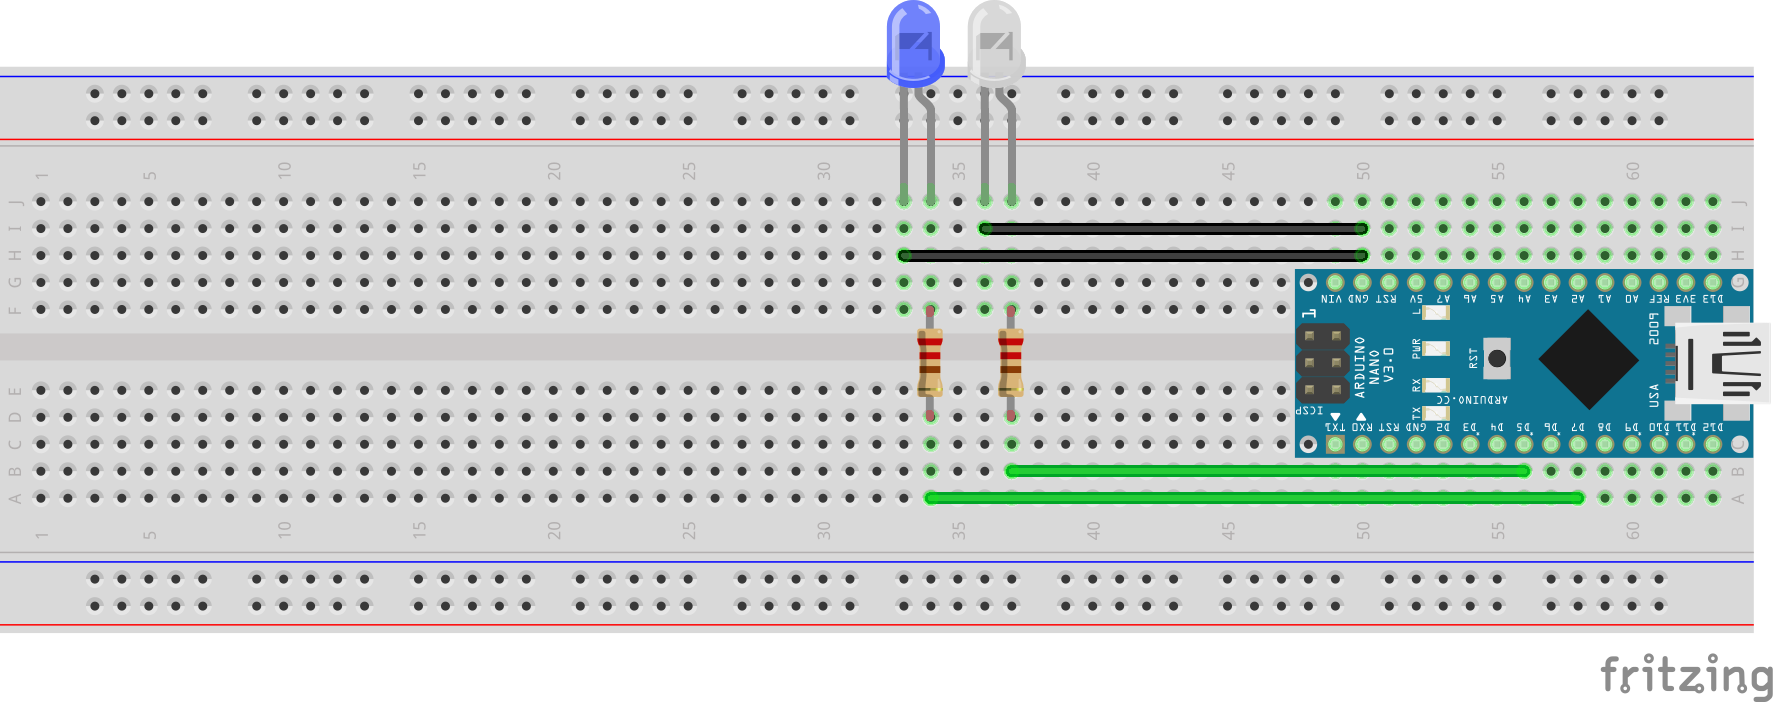 1 5 10 15 20 25 30 35 40 45 50 55 60
J J
I I
H H
G G
F
VIN GND RST 5V A7 A6 A5 A4 A3 A2 A1 A0 REF 3V3 D13
1
L
PWR
RX
TX
ARDUINO
NANO
V3.0
RST
ARDUINO.CC
USA
ICSP
TX1 RX0 RST GND D2 D3 D4 D5 D6 D7 D8 D9 D10 D11 D12
E
D
C C
B B
A A
1 5 10 15 20 25 30 35 40 45 50 55 60
fritzing